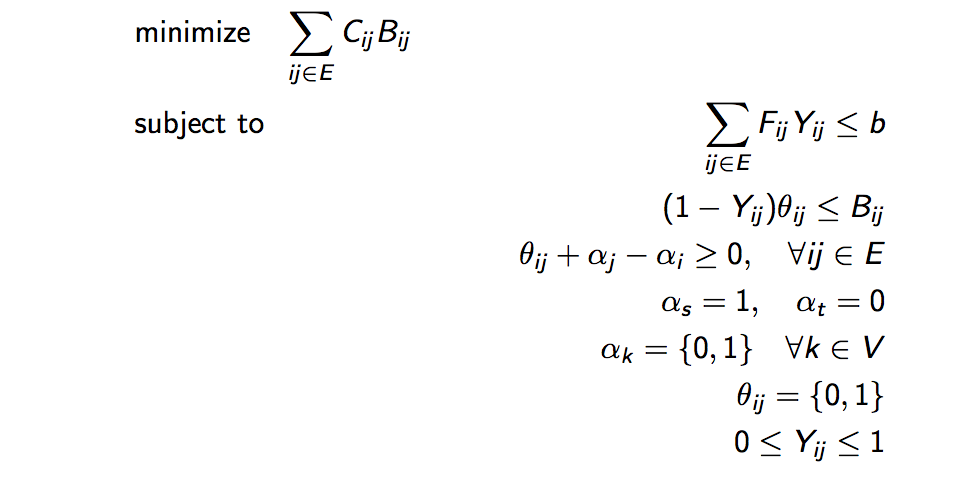 minimize ∑_{ij∈E} C_{ij} B_{ij}
subject to ∑_{ij∈E} F_{ij} Y_{ij} ≤ b
(1 − Y_{ij})θ_{ij} ≤ B_{ij}
θ_{ij} + α_j − α_i ≥ 0, ∀ij ∈ E
α_s = 1, α_t = 0
α_k = {0, 1} ∀k ∈ V
θ_{ij} = {0, 1}
0 ≤ Y_{ij} ≤ 1